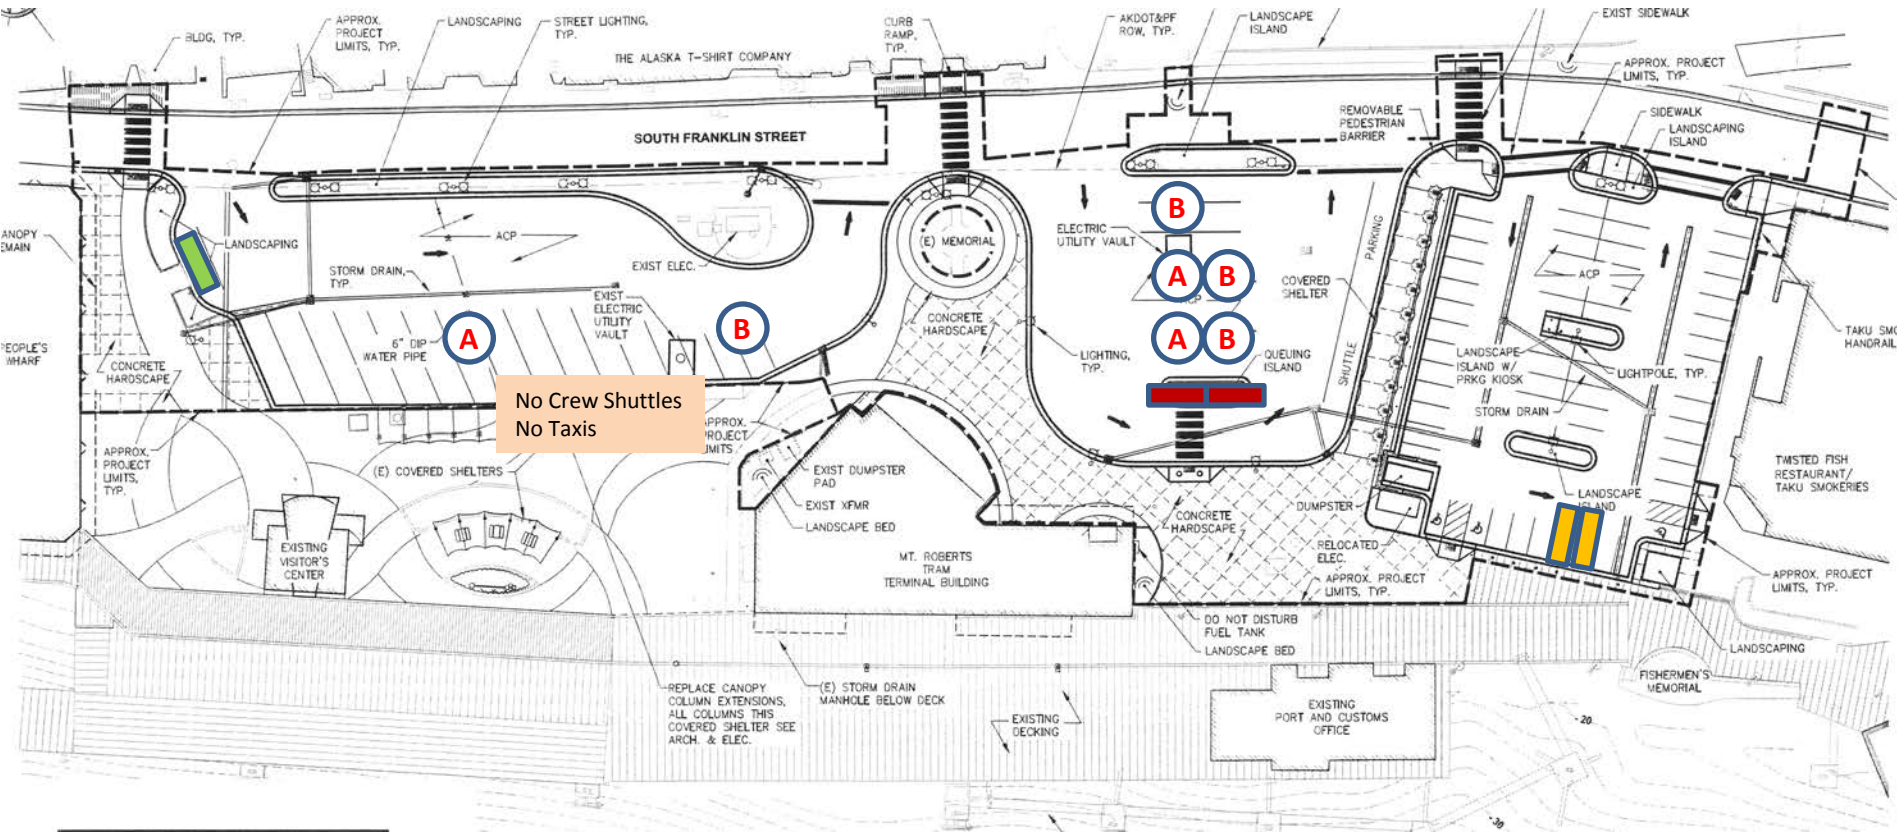 BLDG, TYP.
APPROX.
PROJECT
LIMITS, TYP.
LANDSCAPING
STREET LIGHTING,
TYP.
THE ALASKA T-SHIRT COMPANY
CURB
RAMP,
TYP.
AKDOT&PF
ROW, TYP.
LANDSCAPE
ISLAND
EXIST SIDEWALK
APPROX. PROJECT
LIMITS, TYP.
REMOVABLE
PEDESTRIAN
BARRIER
SIDEWALK
LANDSCAPING
ISLAND
SOUTH FRANKLIN STREET
ANOPY
EMAIN
LANDSCAPING
ACP
EXIST ELEC.
STORM DRAIN,
TYP.
EXIST
ELECTRIC
UTILITY
VAULT
6" DIP
WATER PIPE
A
B
(E) MEMORIAL
CONCRETE
HARDSCAPE
ELECTRIC
UTILITY VAULT
B
A
B
A
B
LIGHTING,
TYP.
QUEUING
ISLAND
COVERED
SHELTER
SHUTTLE
PARKING
ACP
LANDSCAPE
ISLAND W/
PRKG KIOSK
LIGHTPOLE, TYP.
STORM DRAIN
TAKU SMO
HANDRAIL
PEOPLE'S
WHARF
CONCRETE
HARDSCAPE
No Crew Shuttles
No Taxis
APPROX.
PROJECT
LIMITS,
TYP.
(E) COVERED SHELTERS
APPROX.
PROJECT
LIMITS
EXIST DUMPSTER
PAD
EXIST XFMR
LANDSCAPE BED
EXISTING
VISITOR'S
CENTER
MT. ROBERTS
TRAM
TERMINAL BUILDING
CONCRETE
HARDSCAPE
DUMPSTER
RELOCATED
ELEC.
APPROX. PROJECT
LIMITS, TYP.
LANDSCAPE
ISLAND
TWISTED FISH
RESTAURANT/
TAKU SMOKERIES
APPROX. PROJECT
LIMITS, TYP.
DO NOT DISTURB
FUEL TANK
LANDSCAPE BED
LANDSCAPING
FISHERMEN'S
MEMORIAL
REPLACE CANOPY
COLUMN EXTENSIONS,
ALL COLUMNS THIS
COVERED SHELTER SEE
ARCH. & ELEC.
(E) STORM DRAIN
MANHOLE BELOW DECK
EXISTING
DECKING
EXISTING
PORT AND CUSTOMS
OFFICE
-20
-30